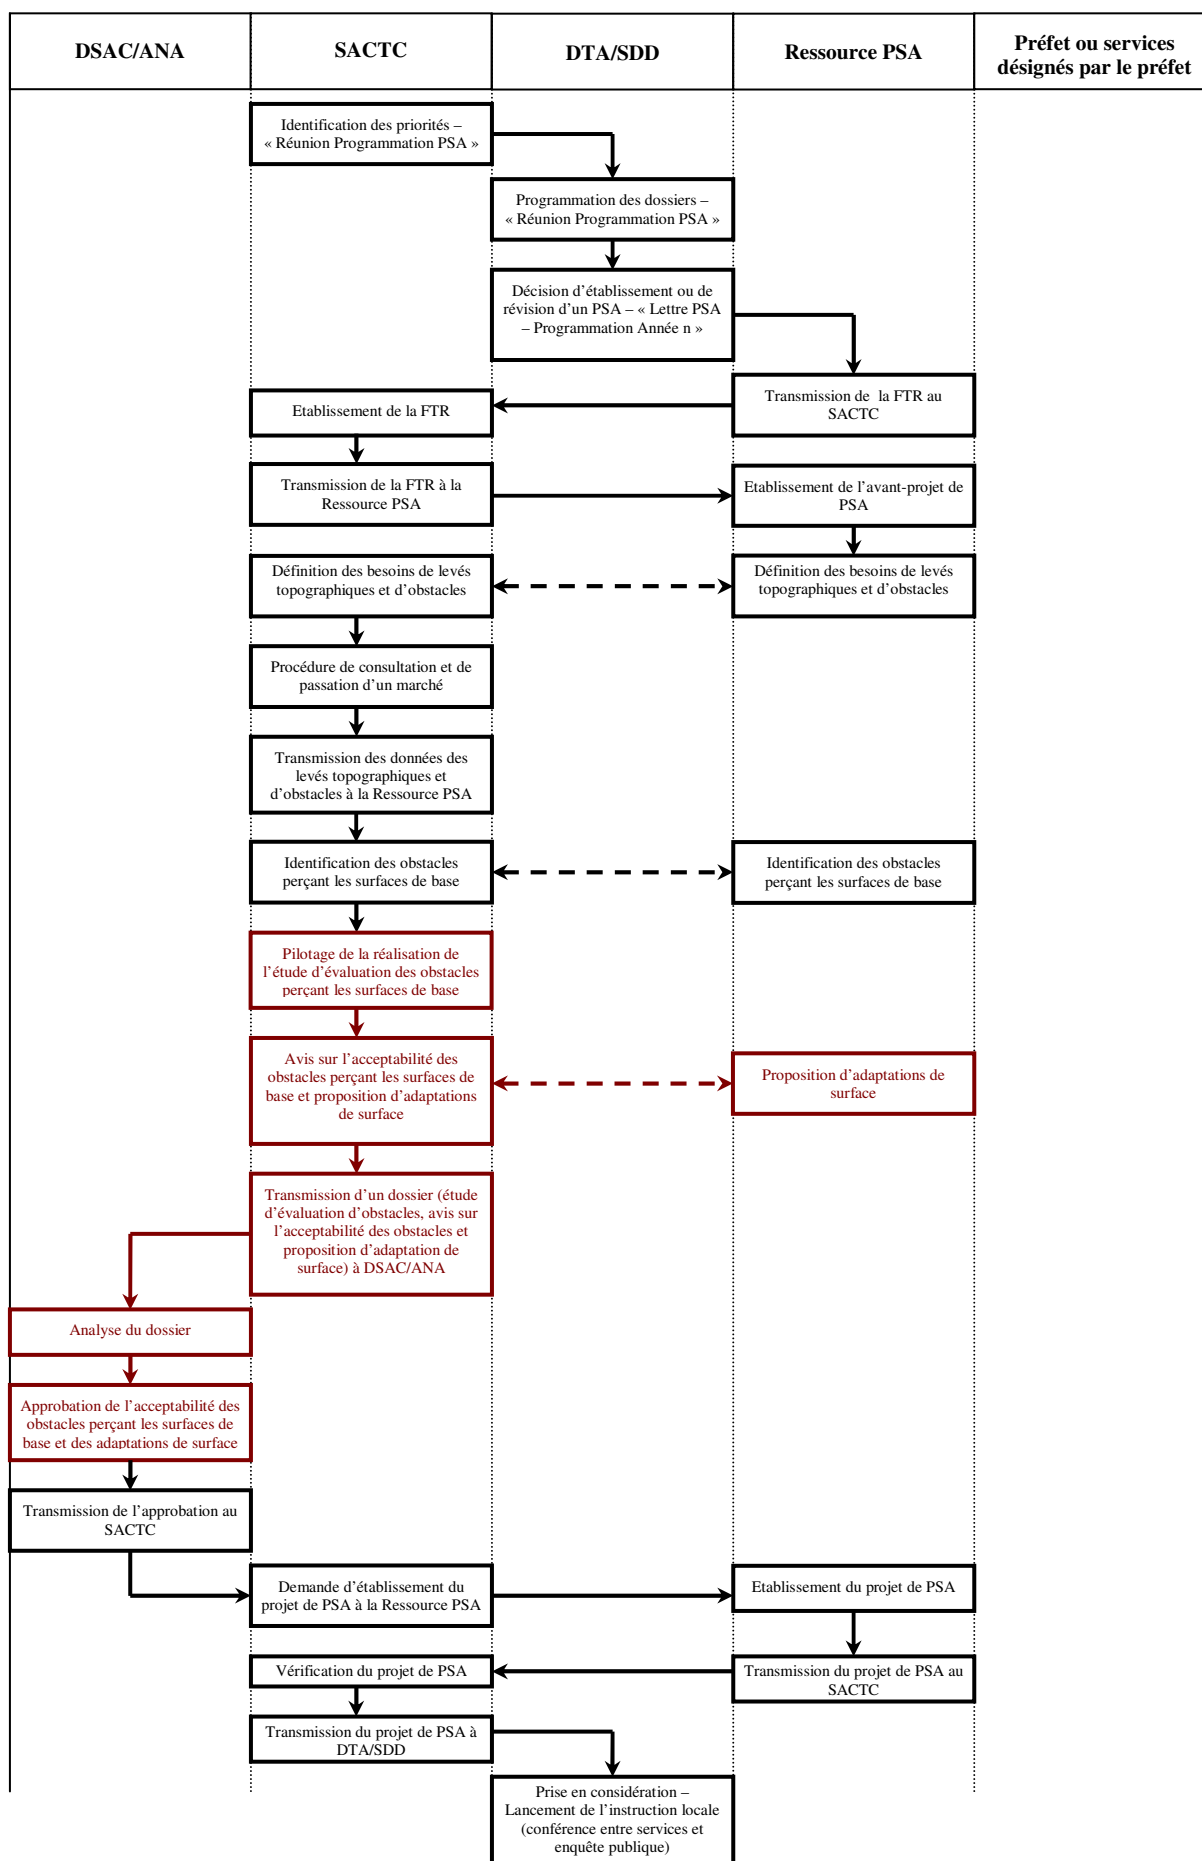 DSAC/ANA
SACTC
DTA/SDD
Ressource PSA
Préfet ou services
désignés par le préfet
Identification des priorités –
« Réunion Programmation PSA »
Programmation des dossiers –
« Réunion Programmation PSA »
Décision d’établissement ou de
révision d’un PSA – « Lettre PSA
– Programmation Année n »
Transmission de la FTR au
SACTC
Etablissement de la FTR
Transmission de la FTR à la
Ressource PSA
Etablissement de l’avant-projet de
PSA
Définition des besoins de levés
topographiques et d’obstacles
Définition des besoins de levés
topographiques et d’obstacles
Procédure de consultation et de
passation d’un marché
Transmission des données des
levés topographiques et
d’obstacles à la Ressource PSA
Identification des obstacles
perçant les surfaces de base
Identification des obstacles
perçant les surfaces de base
Pilotage de la réalisation de
l’étude d’évaluation des obstacles
perçant les surfaces de base
Avis sur l’acceptabilité des
obstacles perçant les surfaces de
base et proposition d’adaptations
de surface
Proposition d’adaptations de
surface
Transmission d’un dossier (étude
d’évaluation d’obstacles, avis sur
l’acceptabilité des obstacles et
proposition d’adaptation de
surface) à DSAC/ANA
Analyse du dossier
Approbation de l’acceptabilité des
obstacles perçant les surfaces de
base et des adaptations de surface
Transmission de l’approbation au
SACTC
Demande d’établissement du
projet de PSA à la Ressource PSA
Etablissement du projet de PSA
Vérification du projet de PSA
Transmission du projet de PSA au
SACTC
Transmission du projet de PSA à
DTA/SDD
Prise en considération –
Lancement de l’instruction locale
(conférence entre services et
enquête publique)